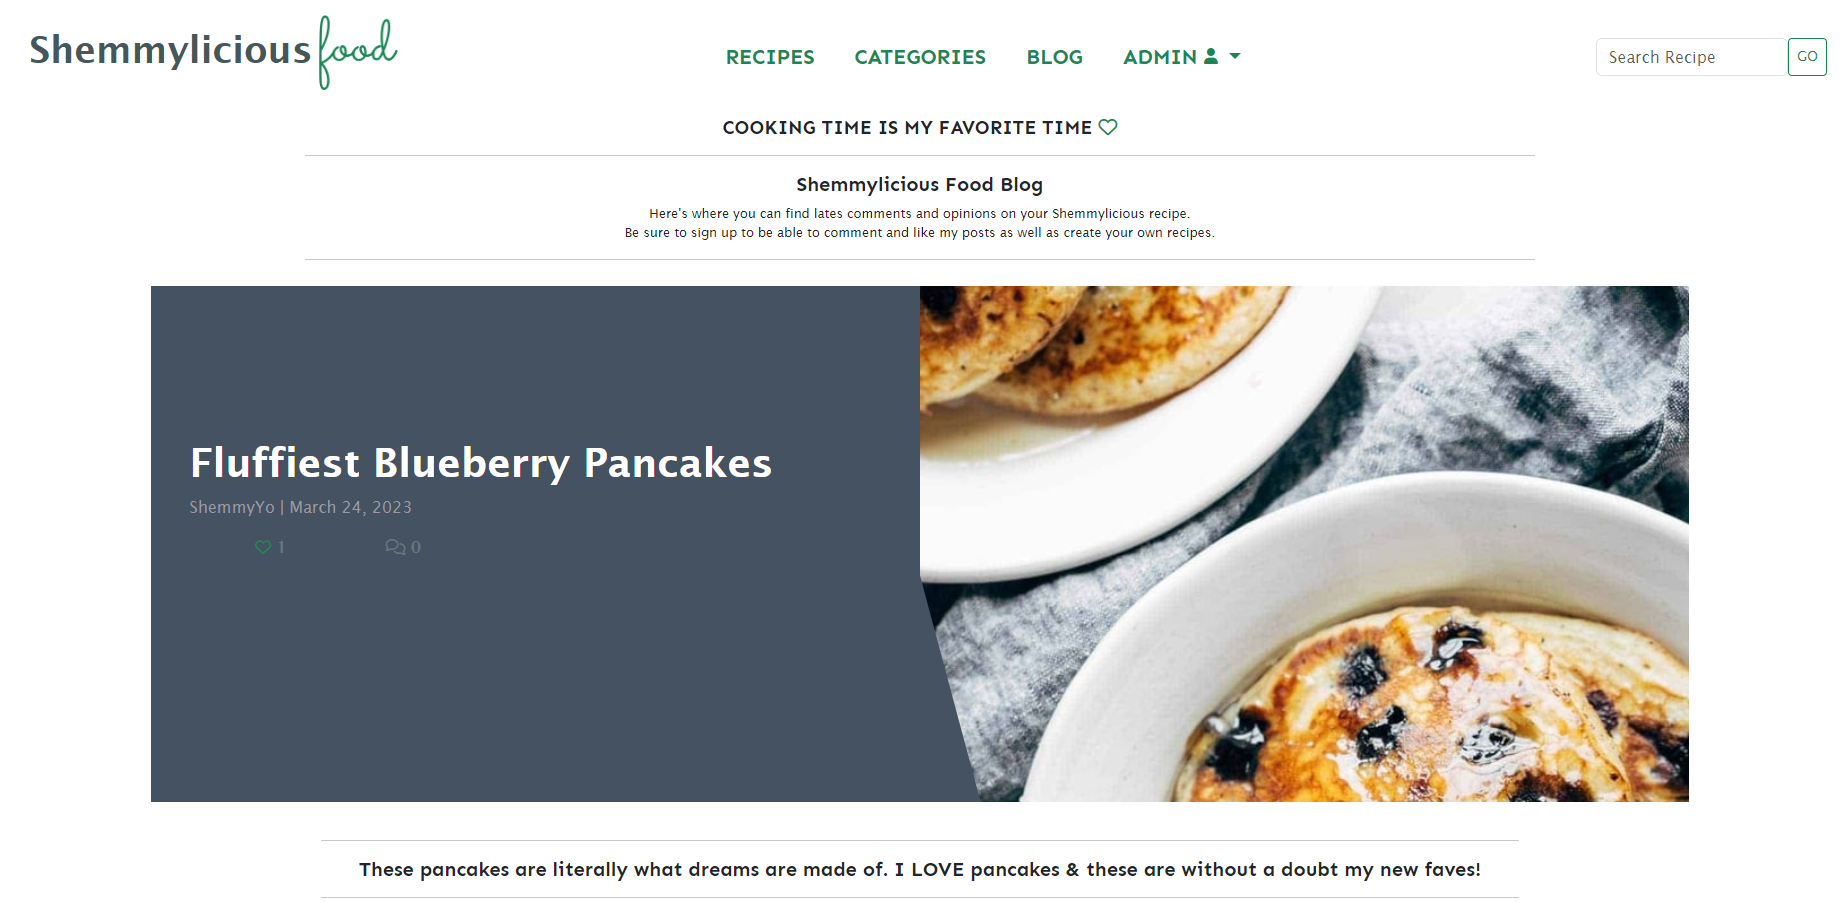 Shemmylicious food
RECIPES CATEGORIES BLOG ADMIN
Search Recipe GO
COOKING TIME IS MY FAVORITE TIME
Shemmylicious Food Blog
Here's where you can find lates comments and opinions on your Shemmylicious recipe.
Be sure to sign up to be able to comment and like my posts as well as create your own recipes.
Fluffiest Blueberry Pancakes
ShemmyYo | March 24, 2023
1 0
These pancakes are literally what dreams are made of. I LOVE pancakes & these are without a doubt my new faves!